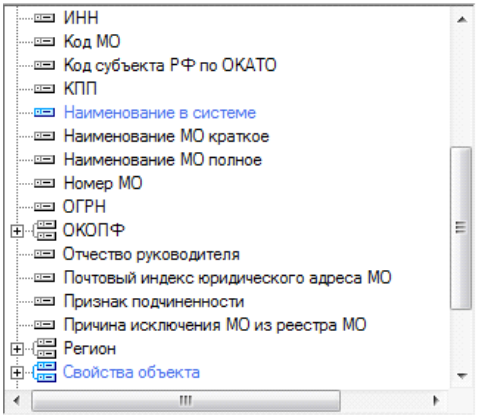 ИНН
Код МО
Код субъекта РФ по ОКАТО
КПП
Наименование в системе
Наименование МО краткое
Наименование МО полное
Номер МО
ОГРН
ОКОПФ
Отчество руководителя
Почтовый индекс юридического адреса МО
Признак подчиненности
Причина исключения МО из реестра МО
Регион
Свойства объекта